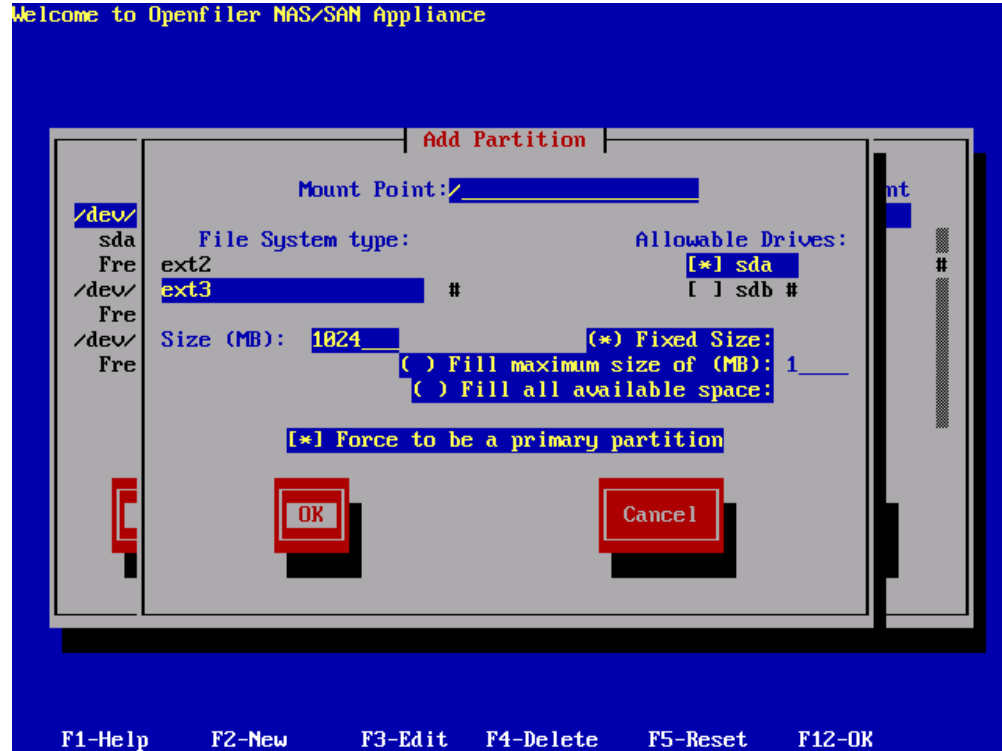 Welcome to Openfiler NAS/SAN Appliance
Add Partition
Mount Point:/
nt
/dev/
sda File System type: Allowable Drives:
Fre ext2 [*] sda #
/dev/ ext3 # [ ] sdb #
Fre
/dev/ Size (MB): 1024 (*) Fixed Size:
Fre ( ) Fill maximum size of (MB): 1
( ) Fill all available space:
[*] Force to be a primary partition
OK Cancel
F1-Help F2-New F3-Edit F4-Delete F5-Reset F12-OK